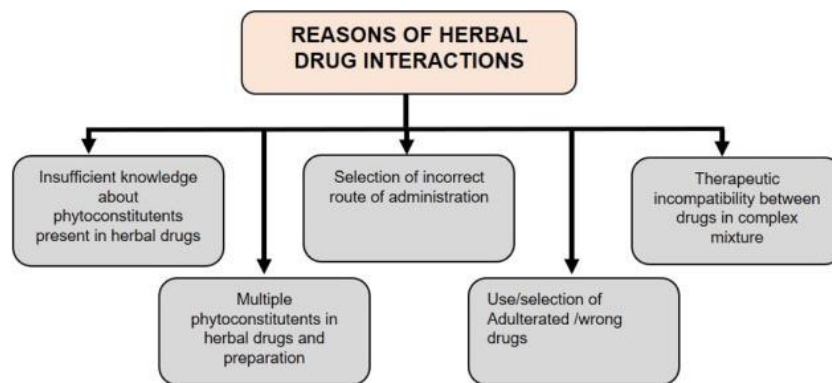 REASONS OF HERBAL
DRUG INTERACTIONS
Insufficient knowledge
about
phytoconstitutents
present in herbal drugs
Selection of incorrect
route of administration
Therapeutic
incompatibility between
drugs in complex
mixture
Multiple
phytoconstitutents in
herbal drugs and
preparation
Use/selection of
Adulterated /wrong
drugs